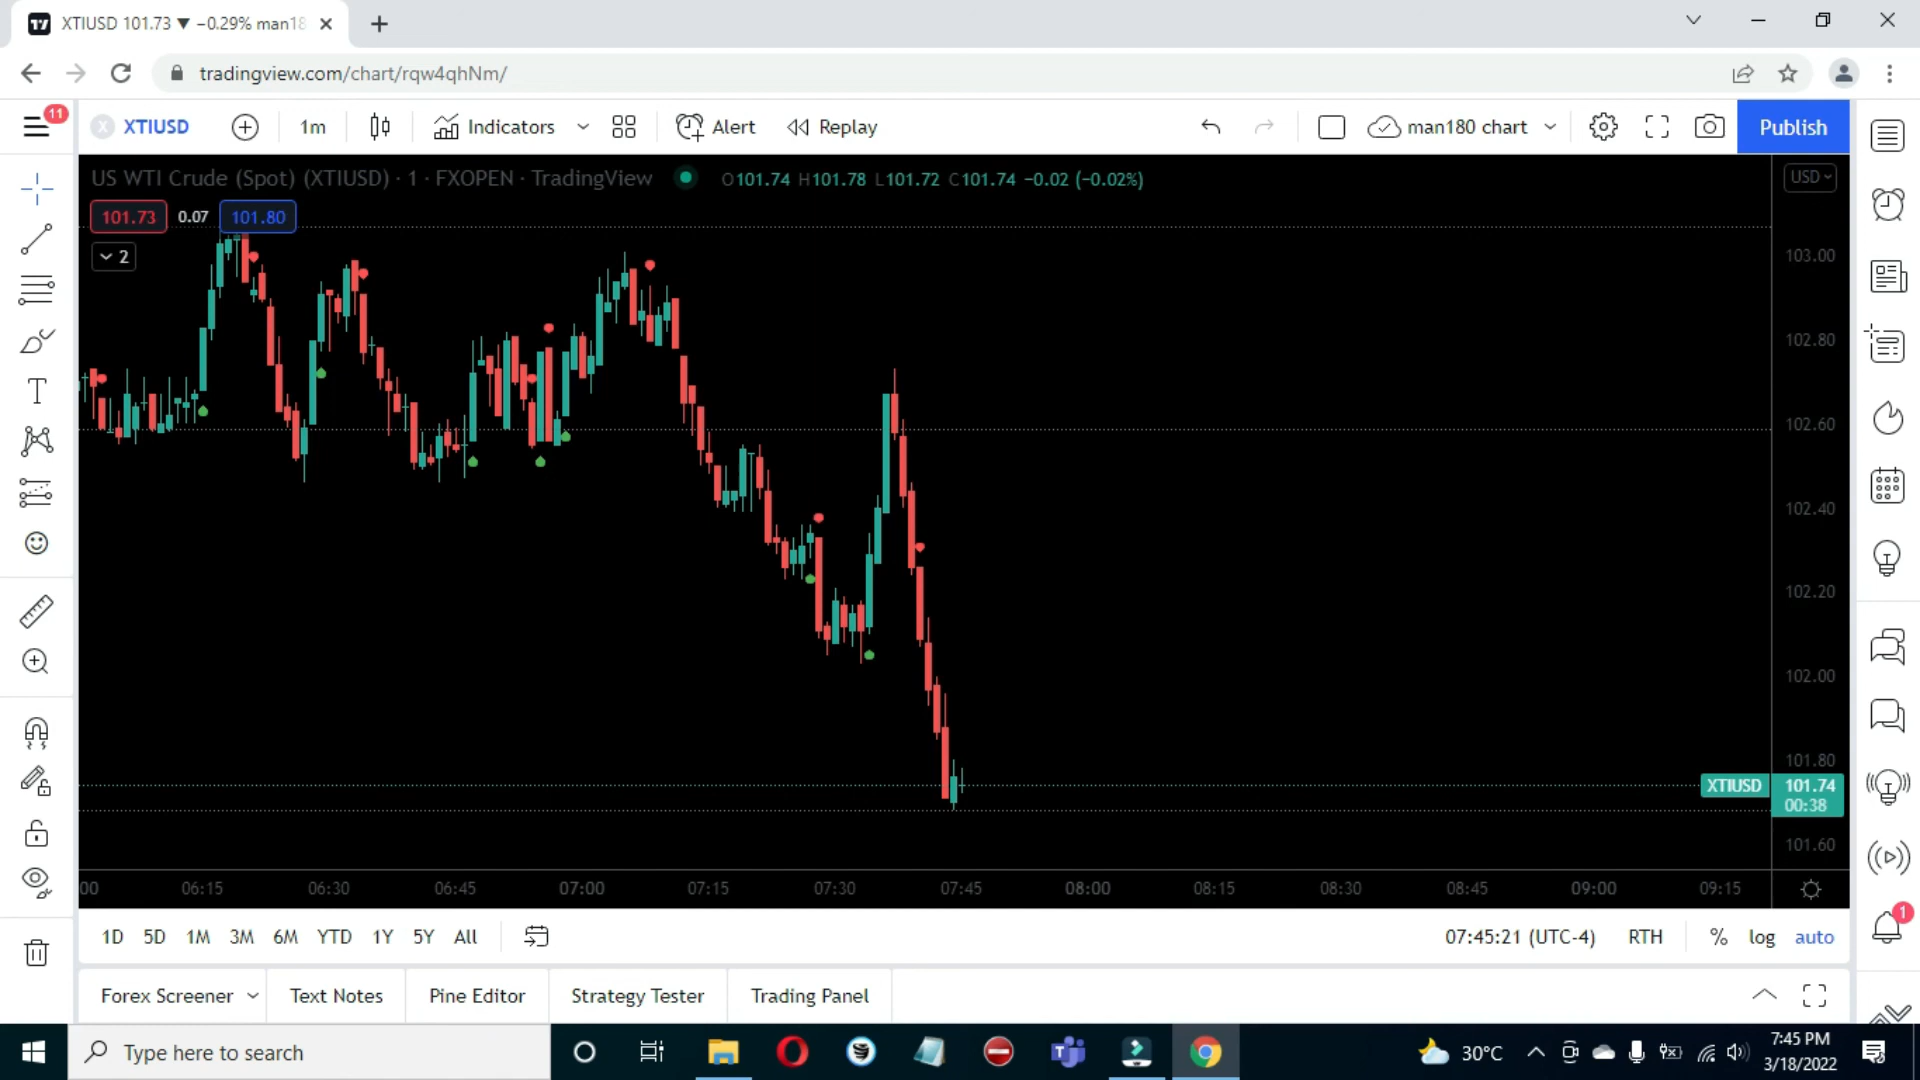 XTIUSD 101.73 ▼ −0.29% man18
tradingview.com/chart/rqw4qhNm/
11
X XTIUSD 1m Indicators Alert Replay man180 chart Publish
US WTI Crude (Spot) (XTIUSD) · 1 · FXOPEN · TradingView O101.74 H101.78 L101.72 C101.74 −0.02 (−0.02%) USD
101.73 0.07 101.80
2
103.00
102.80
102.60
102.40
102.20
102.00
101.80
XTIUSD 101.74
00:38
101.60
00 06:15 06:30 06:45 07:00 07:15 07:30 07:45 08:00 08:15 08:30 08:45 09:00 09:15
1
1D 5D 1M 3M 6M YTD 1Y 5Y All 07:45:21 (UTC-4) RTH % log auto
Forex Screener Text Notes Pine Editor Strategy Tester Trading Panel
Type here to search 30°C 7:45 PM
3/18/2022